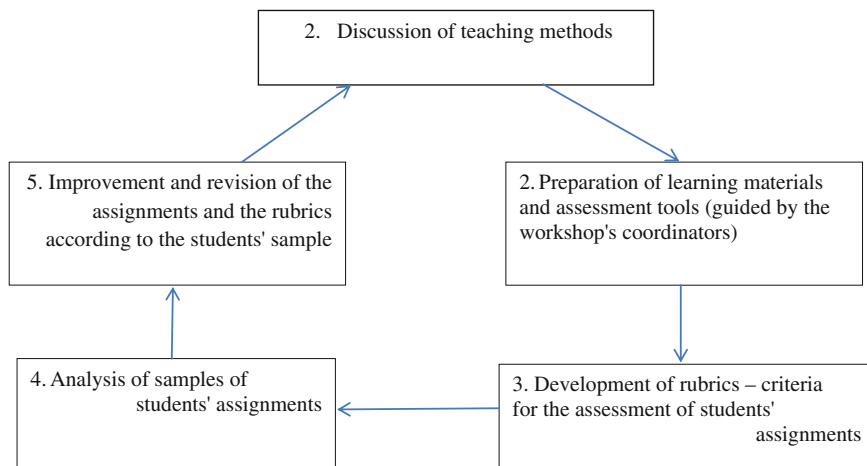 2. Discussion of teaching methods
5. Improvement and revision of the
assignments and the rubrics
according to the students' sample
2. Preparation of learning materials
and assessment tools (guided by the
workshop's coordinators)
4. Analysis of samples of
students' assignments
3. Development of rubrics – criteria
for the assessment of students'
assignments